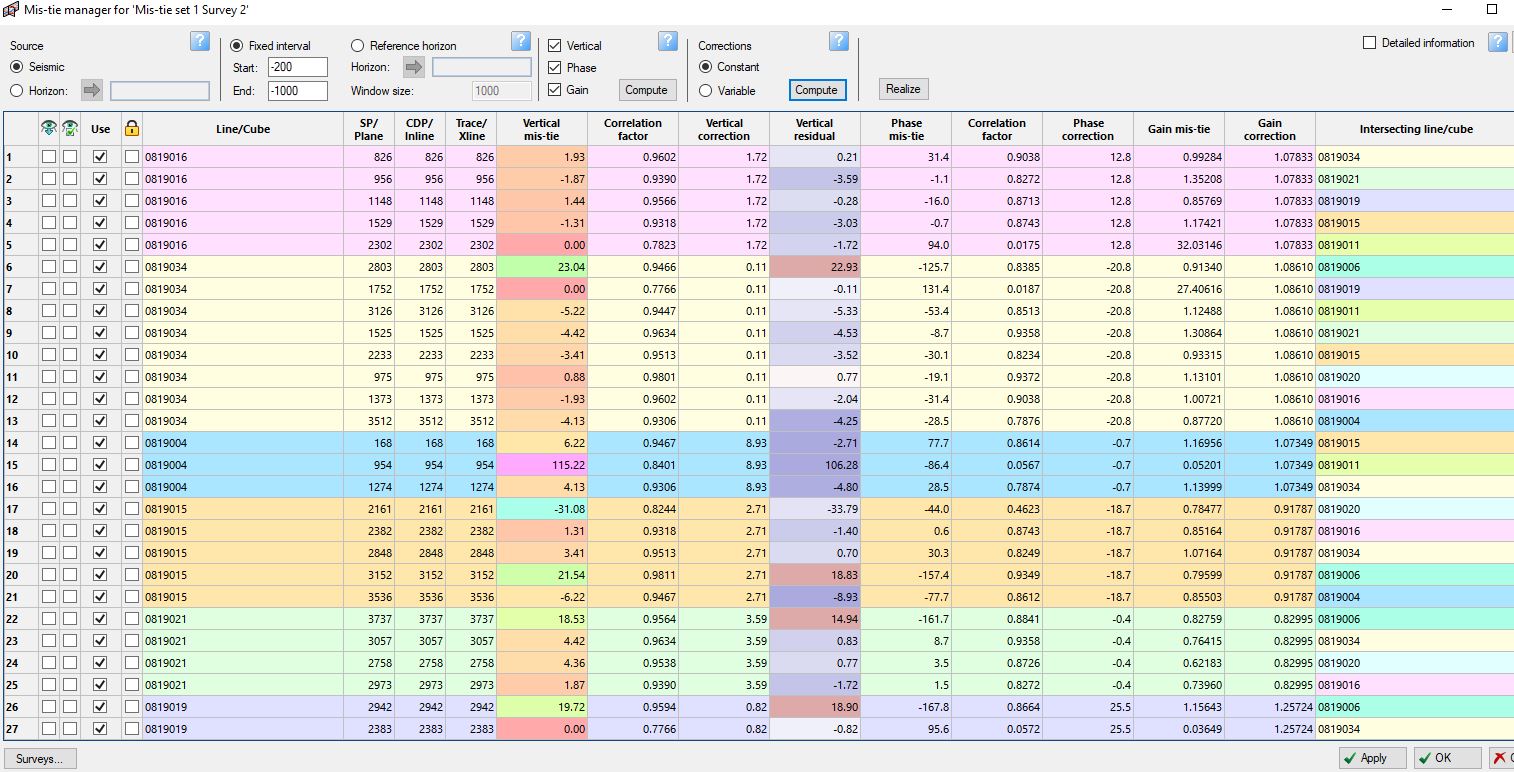 Mis-tie manager for 'Mis-tie set 1 Survey 2'
Source ? Fixed interval Reference horizon ? Vertical ? Corrections ? Detailed information ?
Seismic Start: -200 Horizon: Phase Constant
Horizon: End: -1000 Window size: 1000 Gain Compute Variable Compute Realize
Use Line/Cube SP/ Plane CDP/ Inline Trace/ Xline Vertical mis-tie Correlation factor Vertical correction Vertical residual Phase mis-tie Correlation factor Phase correction Gain mis-tie Gain correction Intersecting line/cube
1 0819016 826 826 826 1.93 0.9602 1.72 0.21 31.4 0.9038 12.8 0.99284 1.07833 0819034
2 0819016 956 956 956 -1.87 0.9390 1.72 -3.59 -1.1 0.8272 12.8 1.35208 1.07833 0819021
3 0819016 1148 1148 1148 1.44 0.9566 1.72 -0.28 -16.0 0.8713 12.8 0.85769 1.07833 0819019
4 0819016 1529 1529 1529 -1.31 0.9318 1.72 -3.03 -0.7 0.8743 12.8 1.17421 1.07833 0819015
5 0819016 2302 2302 2302 0.00 0.7823 1.72 -1.72 94.0 0.0175 12.8 32.03146 1.07833 0819011
6 0819034 2803 2803 2803 23.04 0.9466 0.11 22.93 -125.7 0.8385 -20.8 0.91340 1.08610 0819006
7 0819034 1752 1752 1752 0.00 0.7766 0.11 -0.11 131.4 0.0187 -20.8 27.40616 1.08610 0819019
8 0819034 3126 3126 3126 -5.22 0.9447 0.11 -5.33 -53.4 0.8513 -20.8 1.12488 1.08610 0819011
9 0819034 1525 1525 1525 -4.42 0.9634 0.11 -4.53 -8.7 0.9358 -20.8 1.30864 1.08610 0819021
10 0819034 2233 2233 2233 -3.41 0.9513 0.11 -3.52 -30.1 0.8234 -20.8 0.93315 1.08610 0819015
11 0819034 975 975 975 0.88 0.9801 0.11 0.77 -19.1 0.9372 -20.8 1.13101 1.08610 0819020
12 0819034 1373 1373 1373 -1.93 0.9602 0.11 -2.04 -31.4 0.9038 -20.8 1.00721 1.08610 0819016
13 0819034 3512 3512 3512 -4.13 0.9306 0.11 -4.25 -28.5 0.7876 -20.8 0.87720 1.08610 0819004
14 0819004 168 168 168 6.22 0.9467 8.93 -2.71 77.7 0.8614 -0.7 1.16956 1.07349 0819015
15 0819004 954 954 954 115.22 0.8401 8.93 106.28 -86.4 0.0567 -0.7 0.05201 1.07349 0819011
16 0819004 1274 1274 1274 4.13 0.9306 8.93 -4.80 28.5 0.7874 -0.7 1.13999 1.07349 0819034
17 0819015 2161 2161 2161 -31.08 0.8244 2.71 -33.79 -44.0 0.4623 -18.7 0.78477 0.91787 0819020
18 0819015 2382 2382 2382 1.31 0.9318 2.71 -1.40 0.6 0.8743 -18.7 0.85164 0.91787 0819016
19 0819015 2848 2848 2848 3.41 0.9513 2.71 0.70 30.3 0.8249 -18.7 1.07164 0.91787 0819034
20 0819015 3152 3152 3152 21.54 0.9811 2.71 18.83 -157.4 0.9349 -18.7 0.79599 0.91787 0819006
21 0819015 3536 3536 3536 -6.22 0.9467 2.71 -8.93 -77.7 0.8612 -18.7 0.85503 0.91787 0819004
22 0819021 3737 3737 3737 18.53 0.9564 3.59 14.94 -161.7 0.8841 -0.4 0.82759 0.82995 0819006
23 0819021 3057 3057 3057 4.42 0.9634 3.59 0.83 8.7 0.9358 -0.4 0.76415 0.82995 0819034
24 0819021 2758 2758 2758 4.36 0.9538 3.59 0.77 3.5 0.8726 -0.4 0.62183 0.82995 0819020
25 0819021 2973 2973 2973 1.87 0.9390 3.59 -1.72 1.5 0.8272 -0.4 0.73960 0.82995 0819016
26 0819019 2942 2942 2942 19.72 0.9594 0.82 18.90 -167.8 0.8664 25.5 1.15643 1.25724 0819006
27 0819019 2383 2383 2383 0.00 0.7766 0.82 -0.82 95.6 0.0572 25.5 0.03649 1.25724 0819034
Surveys... Apply OK